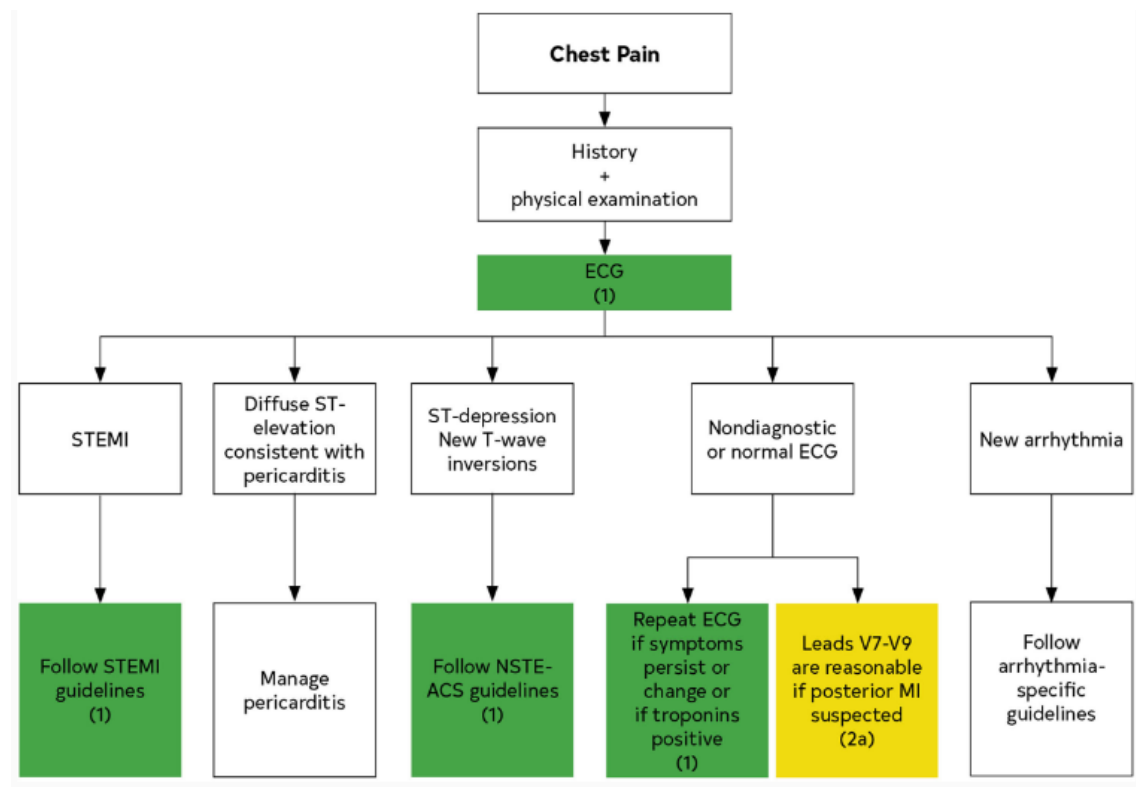 Chest Pain
History
+
physical examination
ECG
(1)
STEMI
Diffuse ST-
elevation
consistent with
pericarditis
ST-depression
New T-wave
inversions
Nondiagnostic
or normal ECG
New arrhythmia
Follow STEMI
guidelines
(1)
Manage
pericarditis
Follow NSTE-
ACS guidelines
(1)
Repeat ECG
if symptoms
persist or
change or
if troponins
positive
(1)
Leads V7-V9
are reasonable
if posterior MI
suspected
(2a)
Follow
arrhythmia-
specific
guidelines